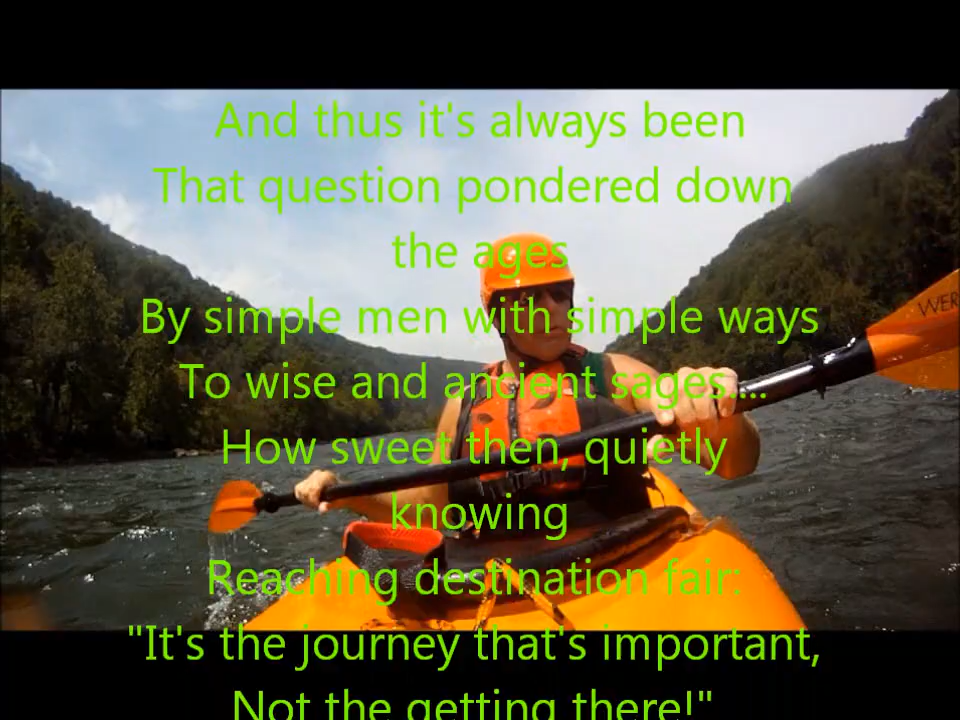 And thus it's always been
That question pondered down
the ages
By simple men with simple ways
To wise and ancient sages....
How sweet then, quietly
knowing
Reaching destination fair:
"It's the journey that's important,
Not the getting there!"
WER